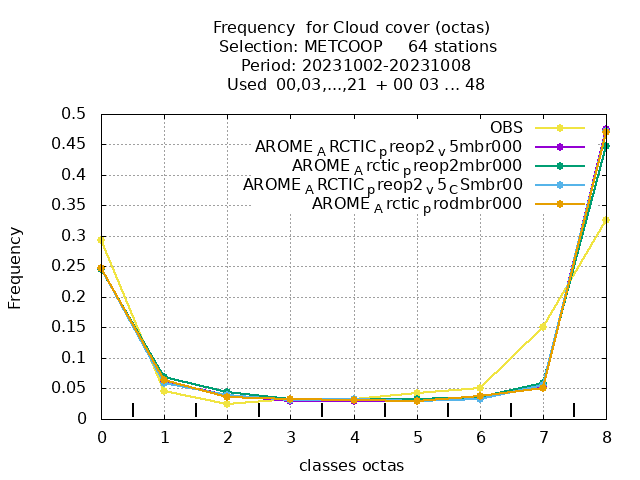 Frequency for Cloud cover (octas)
Selection: METCOOP 64 stations
Period: 20231002-20231008
Used 00,03,...,21 + 00 03 ... 48
OBS
AROME_ARCTIC_preop2_v5mbr000
AROME_Arctic_preop2mbr000
AROME_ARCTIC_preop2_v5_CSmbr00
AROME_Arctic_prodmbr000
0.5
0.45
0.4
0.35
0.3
0.25
0.2
0.15
0.1
0.05
0
Frequency
0 1 2 3 4 5 6 7 8
classes octas